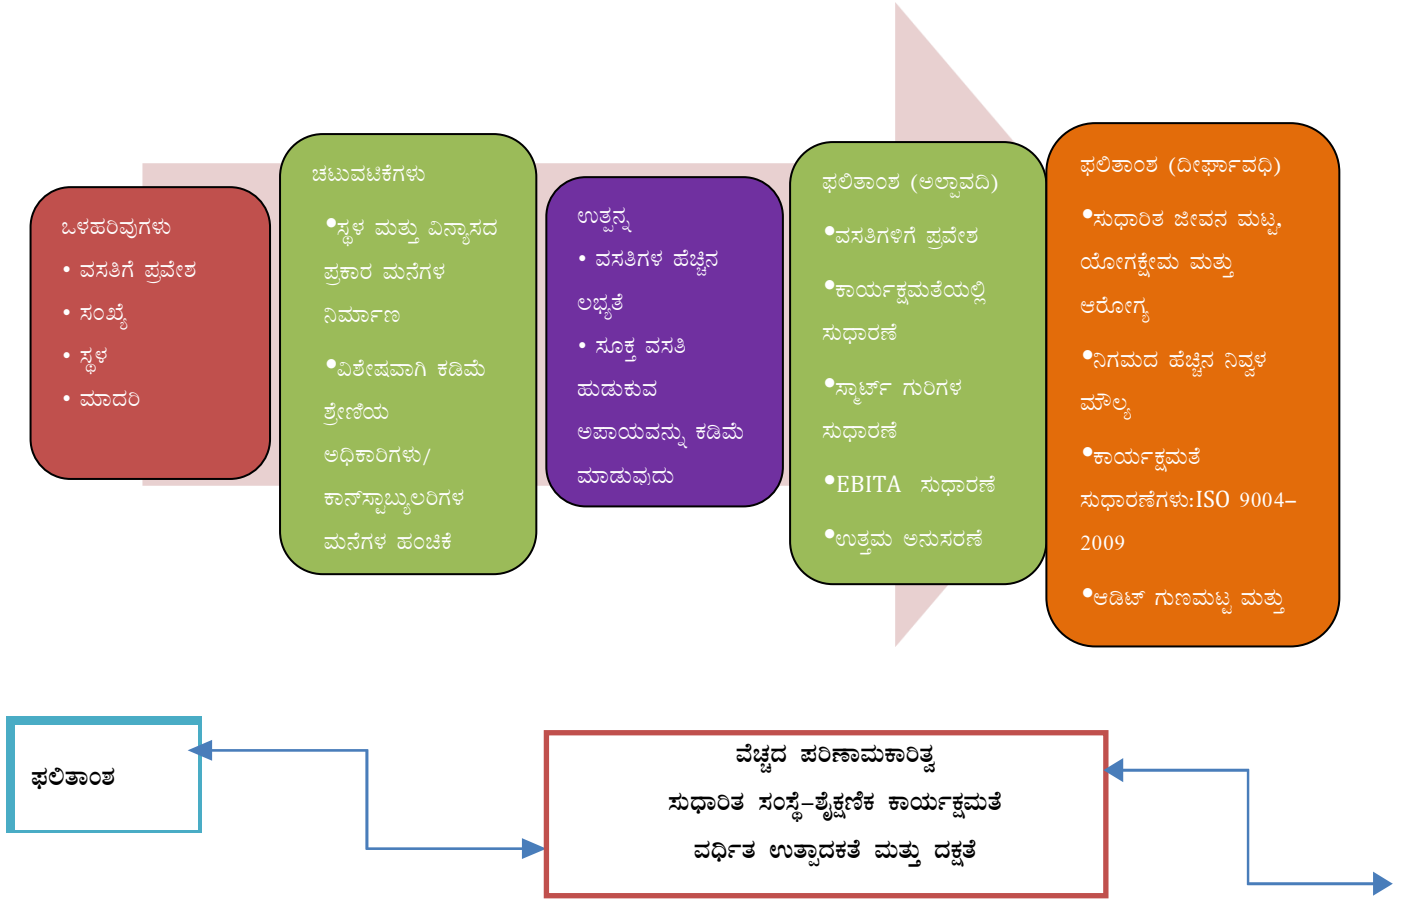 ಒಳಹರಿವುಗಳು
• ವಸತಿಗೆ ಪ್ರವೇಶ
• ಸಂಖ್ಯೆ
• ಸ್ಥಳ
• ಮಾದರಿ
ಚಟುವಟಿಕೆಗಳು
•ಸ್ಥಳ ಮತ್ತು ವಿನ್ಯಾಸದ
ಪ್ರಕಾರ ಮನೆಗಳ
ನಿರ್ಮಾಣ
•ವಿಶೇಷವಾಗಿ ಕಡಿಮೆ
ಶ್ರೇಣಿಯ
ಅಧಿಕಾರಿಗಳು/
ಕಾನ್‌ಸ್ಟಾಬ್ಯುಲರಿಗಳ
ಮನೆಗಳ ಹಂಚಿಕೆ
ಉತ್ಪನ್ನ
• ವಸತಿಗಳ ಹೆಚ್ಚಿನ
ಲಭ್ಯತೆ
• ಸೂಕ್ತ ವಸತಿ
ಹುಡುಕುವ
ಅಪಾಯವನ್ನು ಕಡಿಮೆ
ಮಾಡುವುದು
ಫಲಿತಾಂಶ (ಅಲ್ಪಾವದಿ)
•ವಸತಿಗಳಿಗೆ ಪ್ರವೇಶ
•ಕಾರ್ಯಕ್ಷಮತೆಯಲ್ಲಿ
ಸುಧಾರಣೆ
•ಸ್ಮಾರ್ಟ್ ಗುರಿಗಳ
ಸುಧಾರಣೆ
•EBITA ಸುಧಾರಣೆ
•ಉತ್ತಮ ಅನುಸರಣೆ
ಫಲಿತಾಂಶ (ದೀರ್ಘಾವಧಿ)
•ಸುಧಾರಿತ ಜೀವನ ಮಟ್ಟ,
ಯೋಗಕ್ಷೇಮ ಮತ್ತು
ಆರೋಗ್ಯ
•ನಿಗಮದ ಹೆಚ್ಚಿನ ನಿವ್ವಳ
ಮೌಲ್ಯ
•ಕಾರ್ಯಕ್ಷಮತೆ
ಸುಧಾರಣೆಗಳು:ISO 9004–
2009
•ಆಡಿಟ್ ಗುಣಮಟ್ಟ ಮತ್ತು
ಫಲಿತಾಂಶ
ವೆಚ್ಚದ ಪರಿಣಾಮಕಾರಿತ್ವ
ಸುಧಾರಿತ ಸಂಸ್ಥೆ–ಶೈಕ್ಷಣಿಕ ಕಾರ್ಯಕ್ಷಮತೆ
ವರ್ಧಿತ ಉತ್ಪಾದಕತೆ ಮತ್ತು ದಕ್ಷತೆ